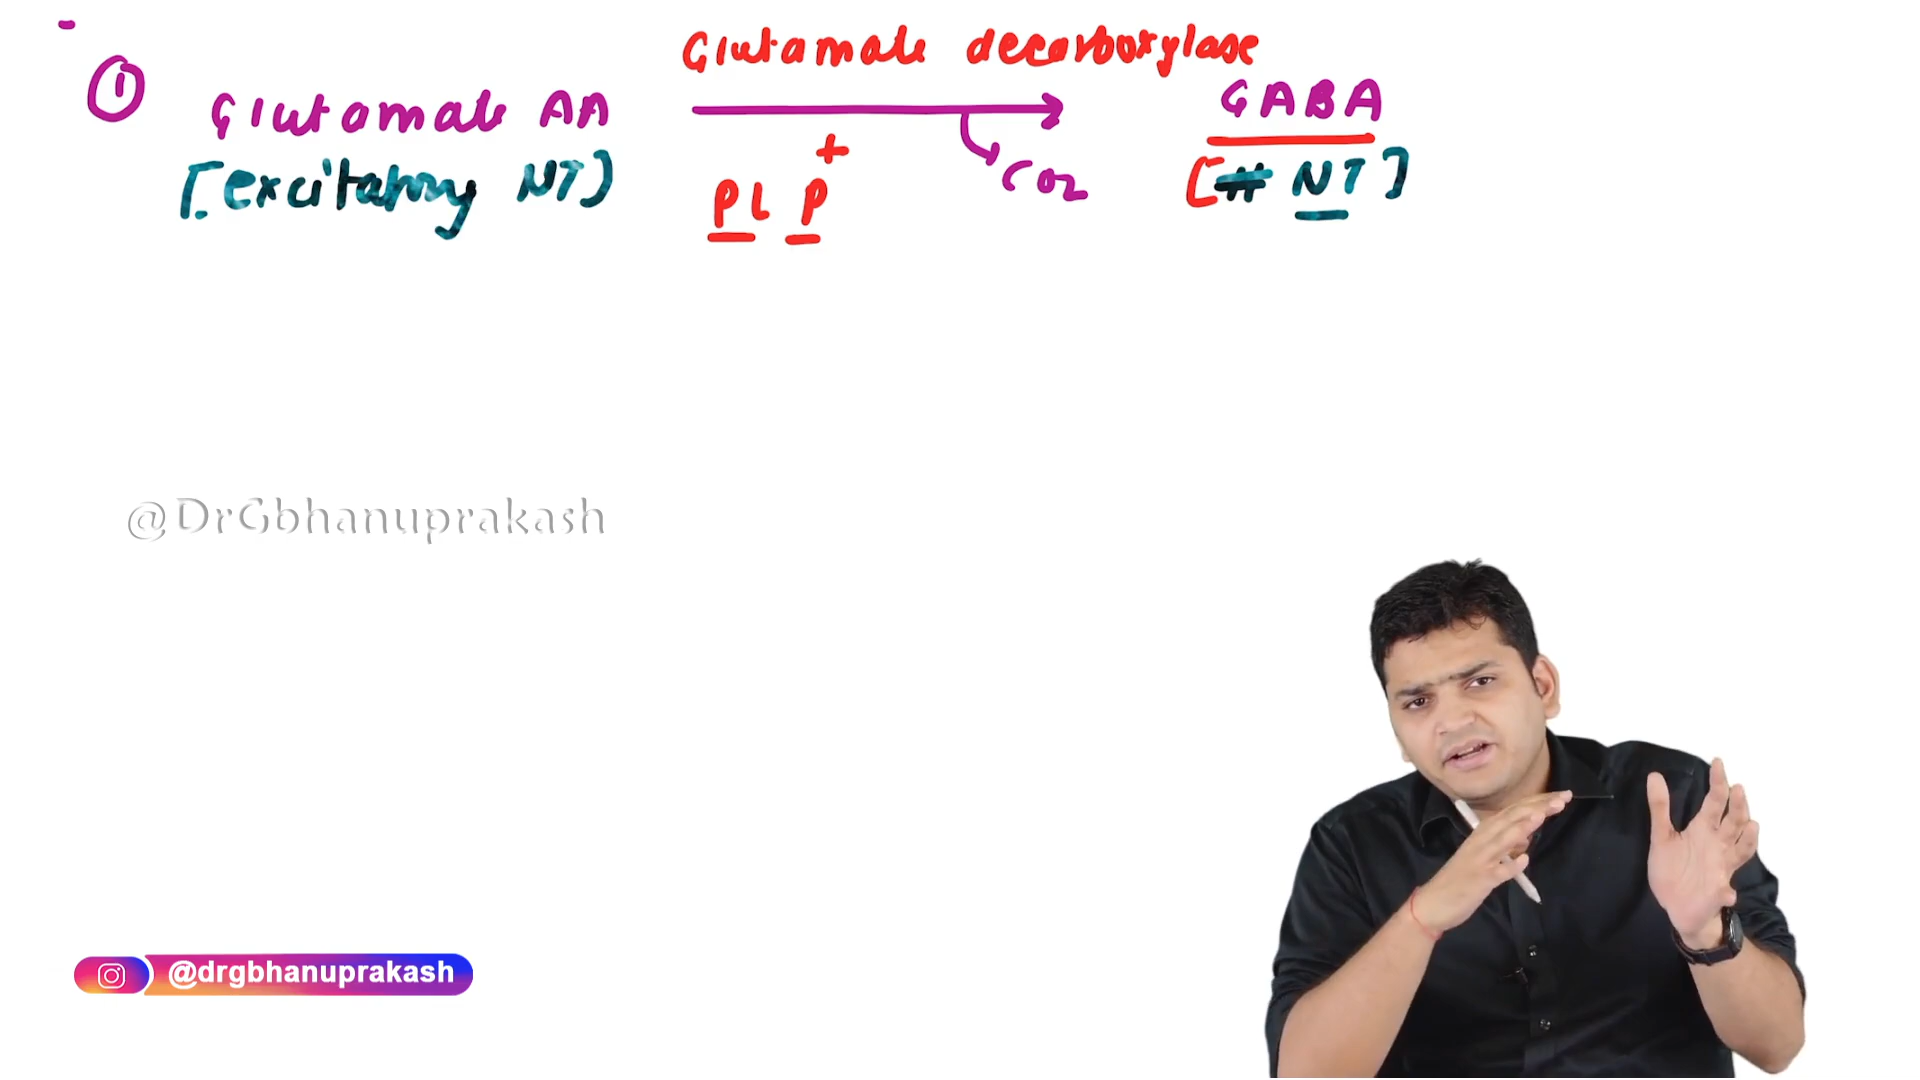 Glutamate decarboxylase
① Glutamate AA → GABA
+
[excitatory NT] PLP CO2 [# NT]
@DrGbhanuprakash
@drgbhanuprakash